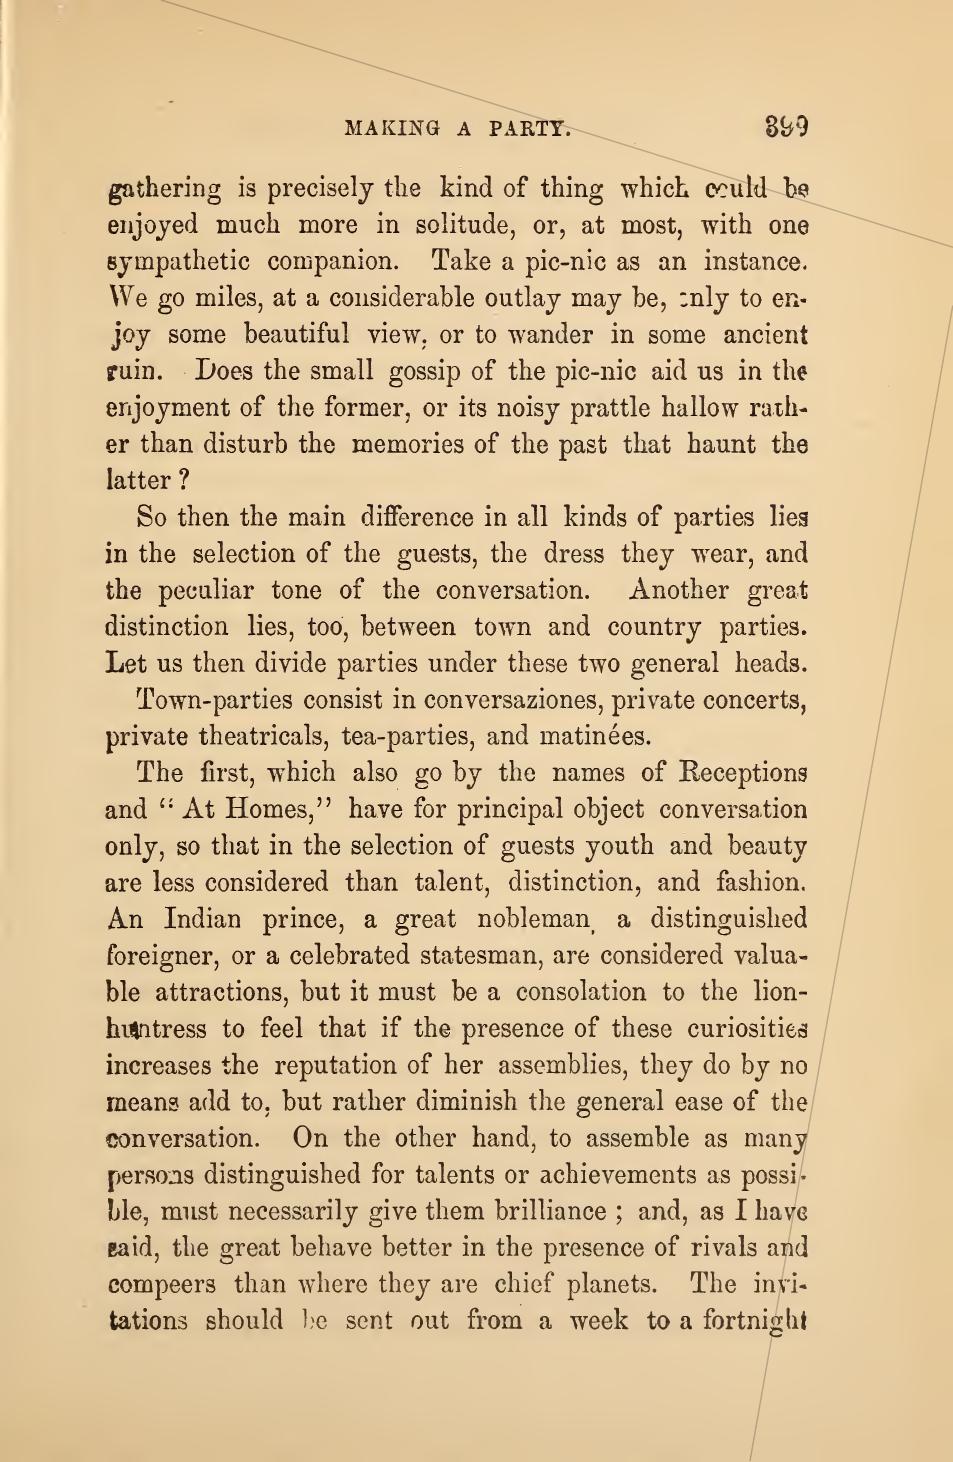 MAKING A PARTY. 399
gathering is precisely the kind of thing which could be
enjoyed much more in solitude, or, at most, with one
sympathetic companion. Take a pic-nic as an instance.
We go miles, at a considerable outlay may be, only to en-
joy some beautiful view, or to wander in some ancient
ruin. Does the small gossip of the pic-nic aid us in the
enjoyment of the former, or its noisy prattle hallow rath-
er than disturb the memories of the past that haunt the
latter ?
So then the main difference in all kinds of parties lies
in the selection of the guests, the dress they wear, and
the peculiar tone of the conversation. Another great
distinction lies, too, between town and country parties.
Let us then divide parties under these two general heads.
Town-parties consist in conversaziones, private concerts,
private theatricals, tea-parties, and matinées.
The first, which also go by the names of Receptions
and “ At Homes,” have for principal object conversation
only, so that in the selection of guests youth and beauty
are less considered than talent, distinction, and fashion.
An Indian prince, a great nobleman, a distinguished
foreigner, or a celebrated statesman, are considered valua-
ble attractions, but it must be a consolation to the lion-
huntress to feel that if the presence of these curiosities
increases the reputation of her assemblies, they do by no
means add to, but rather diminish the general ease of the
conversation. On the other hand, to assemble as many
persons distinguished for talents or achievements as possi-
ble, must necessarily give them brilliance ; and, as I have
said, the great behave better in the presence of rivals and
compeers than where they are chief planets. The invi-
tations should be sent out from a week to a fortnight